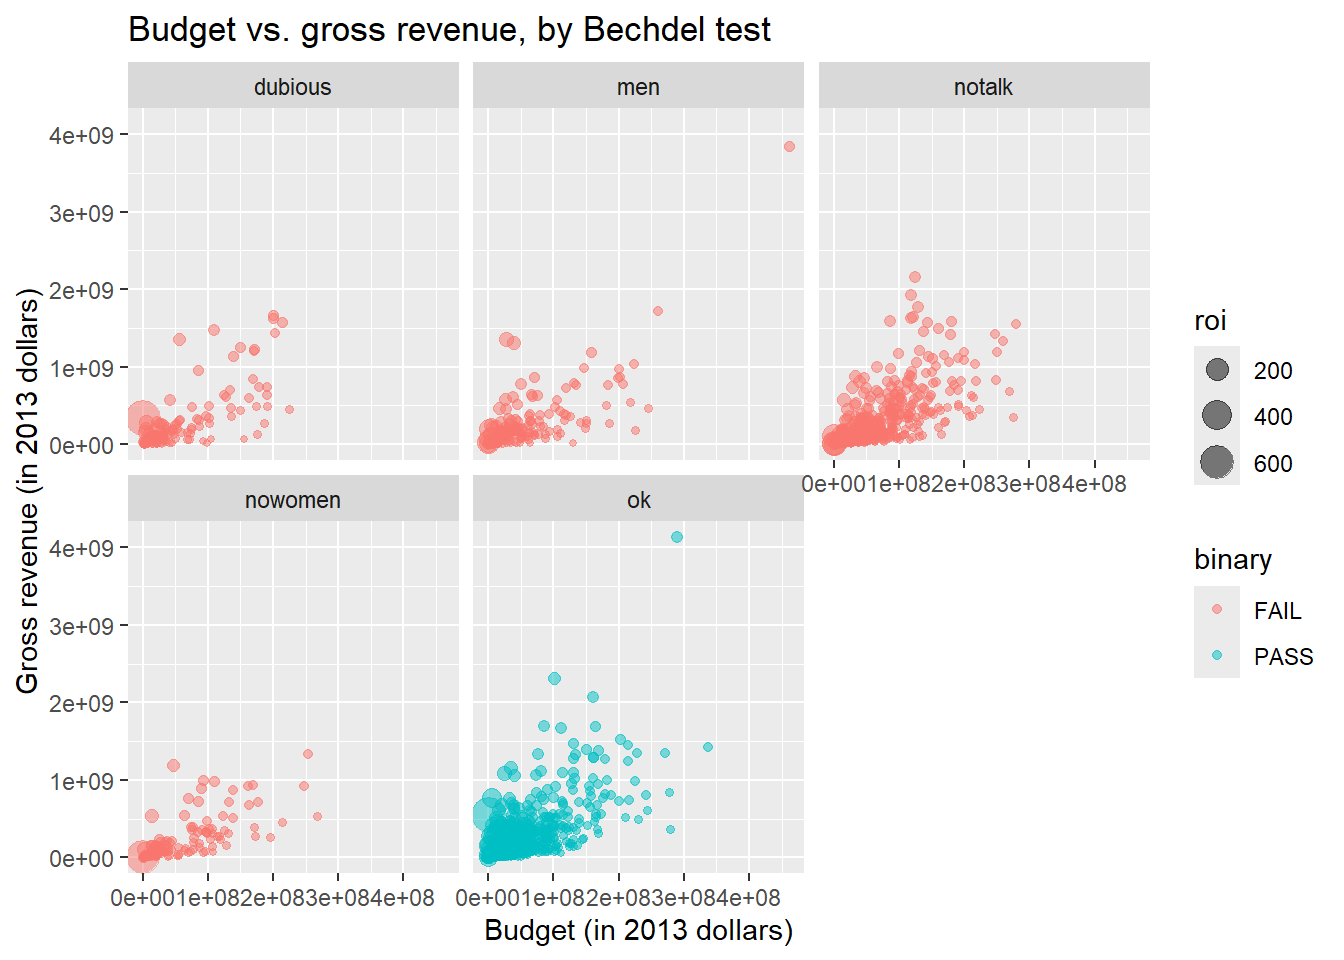 Budget vs. gross revenue, by Bechdel test
dubious
men
notalk
4e+09
3e+09
2e+09
1e+09
0e+00
0e+001e+082e+083e+084e+08
nowomen
ok
4e+09
3e+09
2e+09
1e+09
0e+00
0e+001e+082e+083e+084e+08
0e+001e+082e+083e+084e+08
Budget (in 2013 dollars)
Gross revenue (in 2013 dollars)
roi
200
400
600
binary
FAIL
PASS